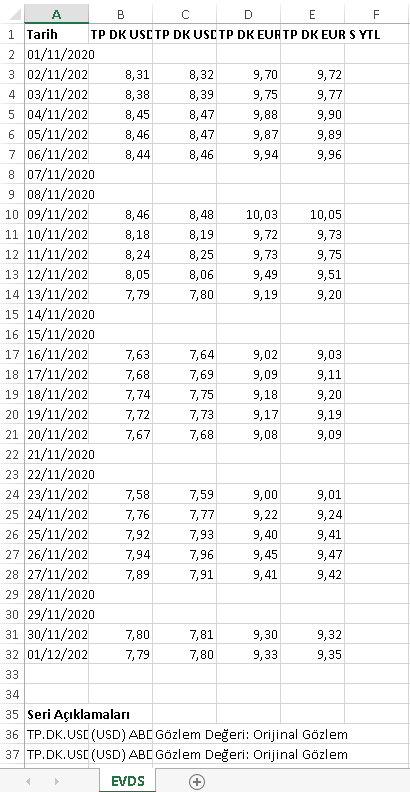 A B C D E F
1 Tarih TP DK USD TP DK USD TP DK EUR TP DK EUR S YTL
2 01/11/2020
3 02/11/202 8,31 8,32 9,70 9,72
4 03/11/202 8,38 8,39 9,75 9,77
5 04/11/202 8,45 8,47 9,88 9,90
6 05/11/202 8,46 8,47 9,87 9,89
7 06/11/202 8,44 8,46 9,94 9,96
8 07/11/2020
9 08/11/2020
10 09/11/202 8,46 8,48 10,03 10,05
11 10/11/202 8,18 8,19 9,72 9,73
12 11/11/202 8,24 8,25 9,73 9,75
13 12/11/202 8,05 8,06 9,49 9,51
14 13/11/202 7,79 7,80 9,19 9,20
15 14/11/2020
16 15/11/2020
17 16/11/202 7,63 7,64 9,02 9,03
18 17/11/202 7,68 7,69 9,09 9,11
19 18/11/202 7,74 7,75 9,18 9,20
20 19/11/202 7,72 7,73 9,17 9,19
21 20/11/202 7,67 7,68 9,08 9,09
22 21/11/2020
23 22/11/2020
24 23/11/202 7,58 7,59 9,00 9,01
25 24/11/202 7,76 7,77 9,22 9,24
26 25/11/202 7,92 7,93 9,40 9,41
27 26/11/202 7,94 7,96 9,45 9,47
28 27/11/202 7,89 7,91 9,41 9,42
29 28/11/2020
30 29/11/2020
31 30/11/202 7,80 7,81 9,30 9,32
32 01/12/202 7,79 7,80 9,33 9,35
33
34
35 Seri Açıklamaları
36 TP.DK.USD (USD) ABD Gözlem Değeri: Orijinal Gözlem
37 TP.DK.USD (USD) ABD Gözlem Değeri: Orijinal Gözlem
EVDS